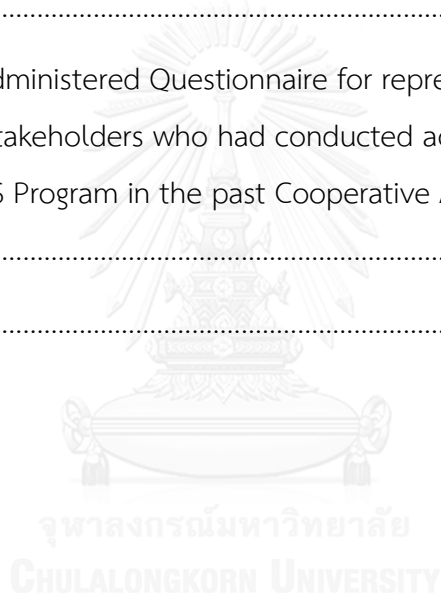 ................................................................
dministered Questionnaire for repre
takeholders who had conducted ac
S Program in the past Cooperative
................................................................
................................................................
จุฬาลงกรณ์มหาวิทยาลัย
CHULALONGKORN UNIVERSITY